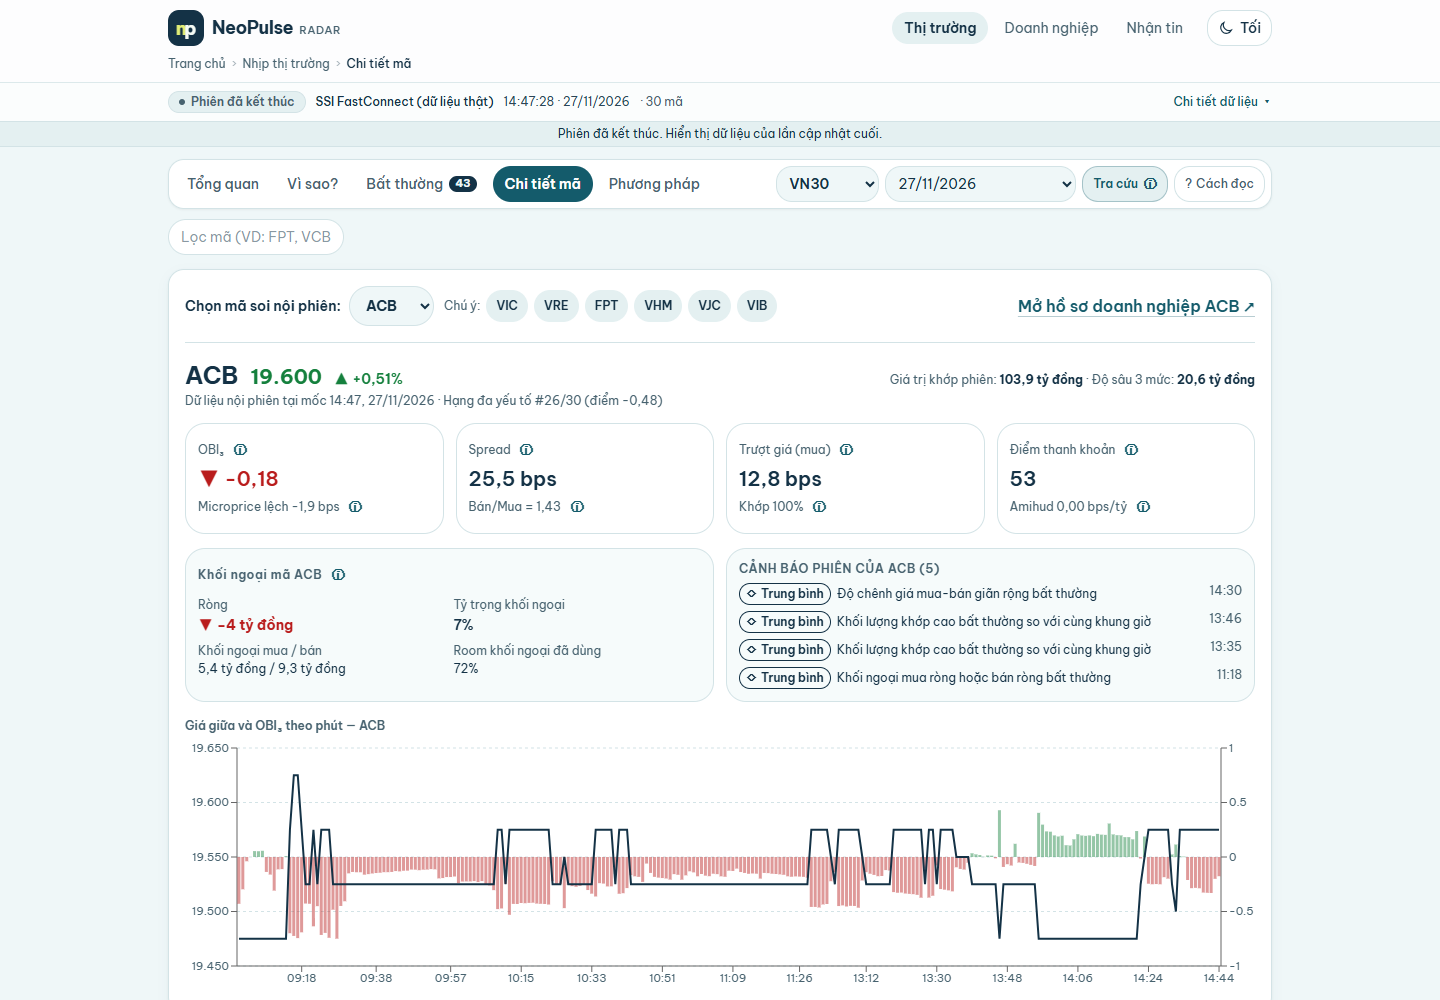 np NeoPulse RADAR
Thị trường Doanh nghiệp Nhận tin Tối
Trang chủ › Nhịp thị trường › Chi tiết mã
Phiên đã kết thúc SSI FastConnect (dữ liệu thật) 14:47:28 · 27/11/2026 · 30 mã Chi tiết dữ liệu
Phiên đã kết thúc. Hiển thị dữ liệu của lần cập nhật cuối.
Tổng quan Vì sao? Bất thường 43 Chi tiết mã Phương pháp VN30 27/11/2026 Tra cứu ⓘ ? Cách đọc
Lọc mã (VD: FPT, VCB
Chọn mã soi nội phiên: ACB Chú ý: VIC VRE FPT VHM VJC VIB Mở hồ sơ doanh nghiệp ACB ↗
ACB 19.600 ▲ +0,51%
Giá trị khớp phiên: 103,9 tỷ đồng · Độ sâu 3 mức: 20,6 tỷ đồng
Dữ liệu nội phiên tại mốc 14:47, 27/11/2026 · Hạng đa yếu tố #26/30 (điểm -0,48)
OBI₃ ⓘ
▼ -0,18
Microprice lệch -1,9 bps ⓘ
Spread ⓘ
25,5 bps
Bán/Mua = 1,43 ⓘ
Trượt giá (mua) ⓘ
12,8 bps
Khớp 100% ⓘ
Điểm thanh khoản ⓘ
53
Amihud 0,00 bps/tỷ ⓘ
Khối ngoại mã ACB ⓘ
Ròng
▼ -4 tỷ đồng
Tỷ trọng khối ngoại
7%
Khối ngoại mua / bán
5,4 tỷ đồng / 9,3 tỷ đồng
Room khối ngoại đã dùng
72%
CẢNH BÁO PHIÊN CỦA ACB (5)
Trung bình Độ chênh giá mua-bán giãn rộng bất thường 14:30
Trung bình Khối lượng khớp cao bất thường so với cùng khung giờ 13:46
Trung bình Khối lượng khớp cao bất thường so với cùng khung giờ 13:35
Trung bình Khối ngoại mua ròng hoặc bán ròng bất thường 11:18
Giá giữa và OBI₃ theo phút — ACB
19.650 1
19.600 0.5
19.550 0
19.500 -0.5
19.450 -1
09:18 09:38 09:57 10:15 10:33 10:51 11:09 11:26 13:12 13:30 13:48 14:06 14:24 14:44